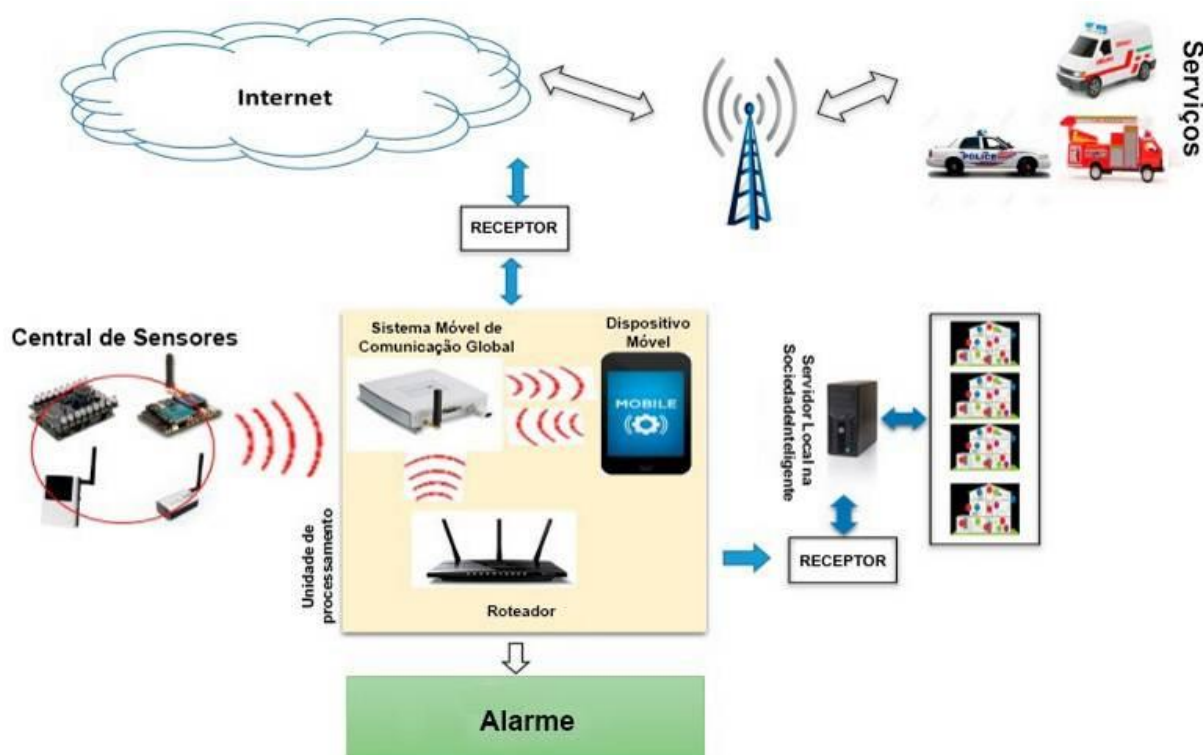 Internet
Serviços
POLICE
RECEPTOR
Central de Sensores
Sistema Móvel de
Comunicação Global
Dispositivo
Móvel
MOBILE
Servidor Local na
SociedadeInteligente
Unidade de
processamento
Roteador
RECEPTOR
Alarme